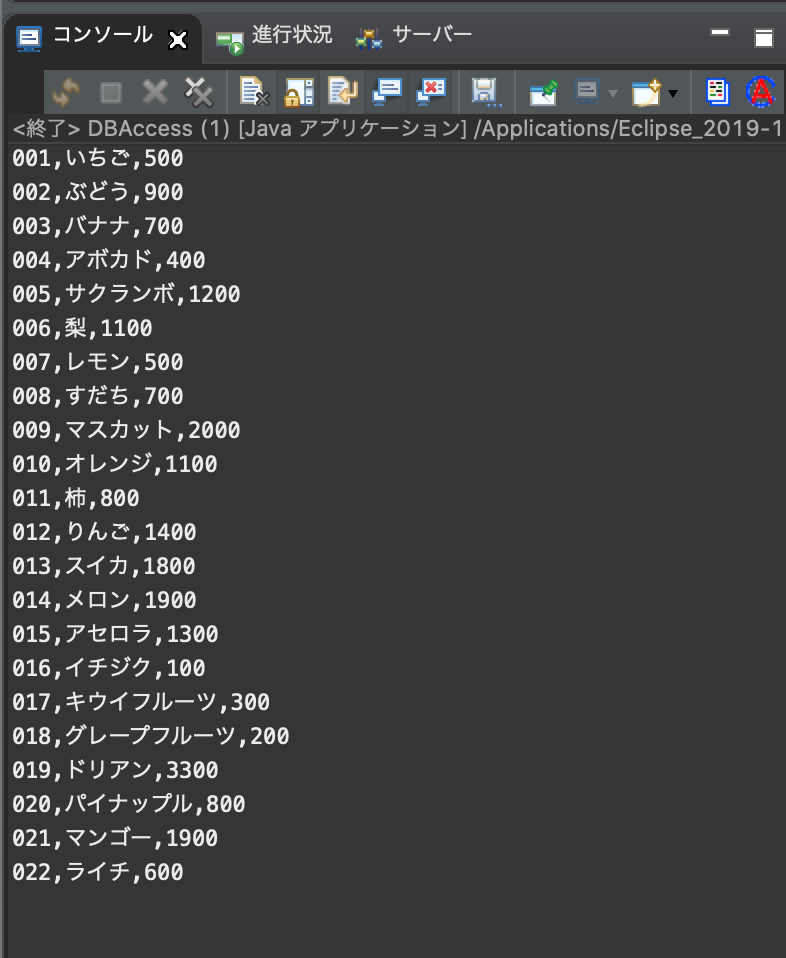 コンソール 進行状況 サーバー
<終了> DBAccess (1) [Java アプリケーション] /Applications/Eclipse_2019-1
001,いちご,500
002,ぶどう,900
003,バナナ,700
004,アボカド,400
005,サクランボ,1200
006,梨,1100
007,レモン,500
008,すだち,700
009,マスカット,2000
010,オレンジ,1100
011,柿,800
012,りんご,1400
013,スイカ,1800
014,メロン,1900
015,アセロラ,1300
016,イチジク,100
017,キウイフルーツ,300
018,グレープフルーツ,200
019,ドリアン,3300
020,パイナップル,800
021,マンゴー,1900
022,ライチ,600